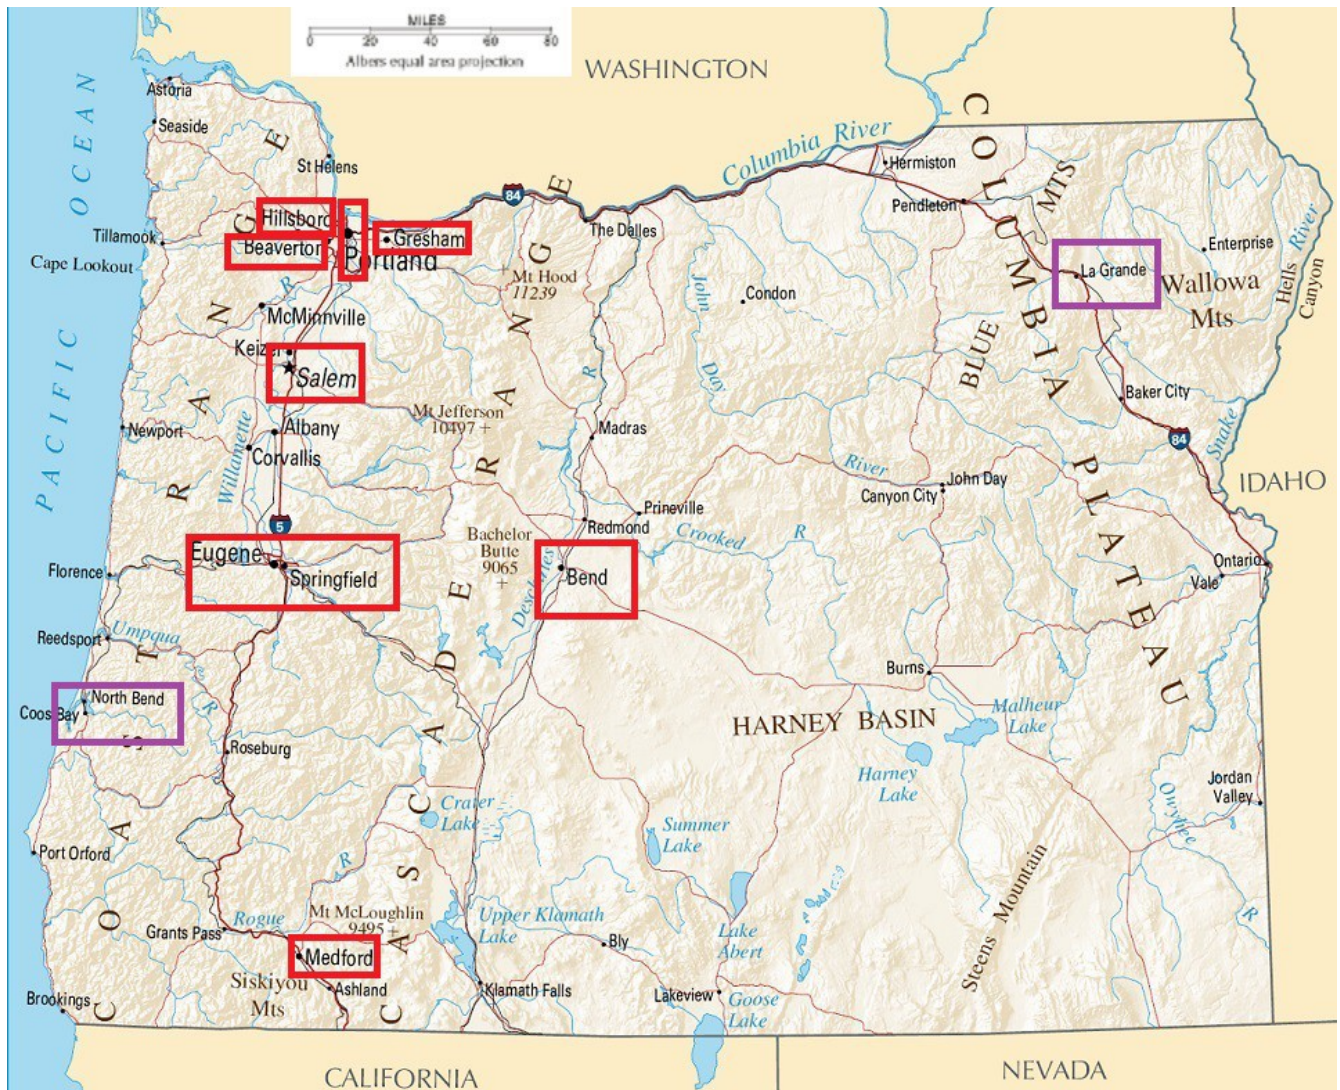 MILES
0 20 40 60 80
Albers equal area projection
WASHINGTON
PACIFIC OCEAN
Astoria
Seaside
St Helens
Columbia River
Hermiston
Pendleton
84
Hillsboro
Beaverton
Portland
Gresham
The Dalles
Tillamook
Cape Lookout
Mt Hood
11239
Condon
John Day River
La Grande
Enterprise
Wallowa
Mts
Hells
Canyon
Snake River
McMinnville
Keizer
Salem
BLUE MTS
COLUMBIA PLATEAU
Baker City
84
Mt Jefferson
10497
Albany
Corvallis
Willamette R
Newport
Madras
COAST RANGE
CASCADE RANGE
IDAHO
John Day
Canyon City
Prineville
Redmond
Crooked R
5
Bachelor
Butte
9065
Deschutes R
Bend
Eugene
Springfield
Florence
Ontario
Vale
Reedsport
Umpqua R
North Bend
Coos Bay
Burns
Malheur
Lake
HARNEY BASIN
Harney
Lake
Roseburg
Jordan
Valley
Owyhee R
Crater
Lake
Summer
Lake
Port Orford
Steens Mountain
Rogue R
Mt McLoughlin
9495
Upper Klamath
Lake
Grants Pass
Bly
Lake
Abert
Medford
Siskiyou
Mts
Ashland
Klamath Falls
Lakeview
Goose
Lake
Brookings
CALIFORNIA
NEVADA